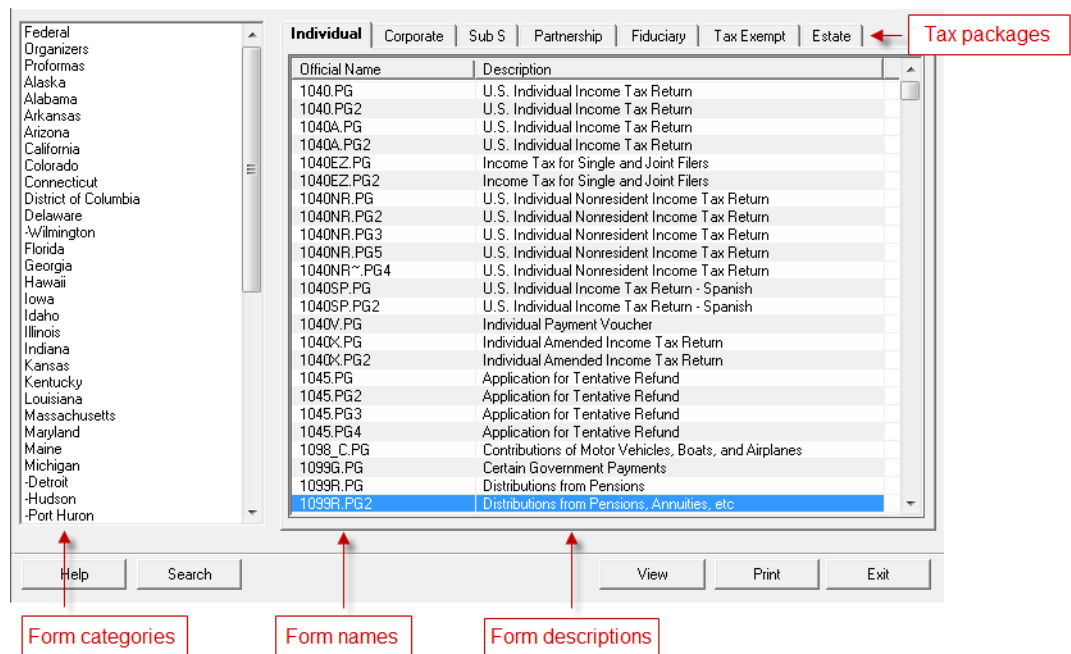 Federal
Organizers
Proformas
Alaska
Alabama
Arkansas
Arizona
California
Colorado
Connecticut
District of Columbia
Delaware
-Wilmington
Florida
Georgia
Hawaii
Iowa
Idaho
Illinois
Indiana
Kansas
Kentucky
Louisiana
Massachusetts
Maryland
Maine
Michigan
-Detroit
-Hudson
-Port Huron
Individual Corporate Sub S Partnership Fiduciary Tax Exempt Estate
Tax packages
Official Name Description
1040.PG U.S. Individual Income Tax Return
1040.PG2 U.S. Individual Income Tax Return
1040A.PG U.S. Individual Income Tax Return
1040A.PG2 U.S. Individual Income Tax Return
1040EZ.PG Income Tax for Single and Joint Filers
1040EZ.PG2 Income Tax for Single and Joint Filers
1040NR.PG U.S. Individual Nonresident Income Tax Return
1040NR.PG2 U.S. Individual Nonresident Income Tax Return
1040NR.PG3 U.S. Individual Nonresident Income Tax Return
1040NR.PG5 U.S. Individual Nonresident Income Tax Return
1040NR~.PG4 U.S. Individual Nonresident Income Tax Return
1040SP.PG U.S. Individual Income Tax Return - Spanish
1040SP.PG2 U.S. Individual Income Tax Return - Spanish
1040V.PG Individual Payment Voucher
1040X.PG Individual Amended Income Tax Return
1040X.PG2 Individual Amended Income Tax Return
1045.PG Application for Tentative Refund
1045.PG2 Application for Tentative Refund
1045.PG3 Application for Tentative Refund
1045.PG4 Application for Tentative Refund
1098_C.PG Contributions of Motor Vehicles, Boats, and Airplanes
1099G.PG Certain Government Payments
1099R.PG Distributions from Pensions
1099R.PG2 Distributions from Pensions, Annuities, etc
Help Search View Print Exit
Form categories Form names Form descriptions